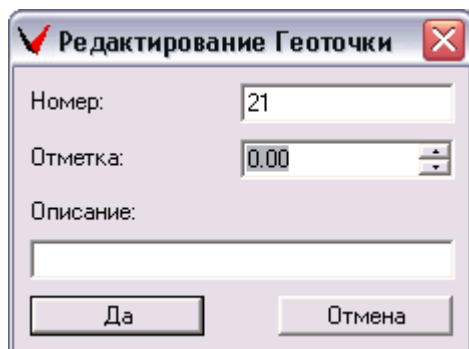 Редактирование Геоточки
Номер: 21
Отметка: 0.00
Описание:
Да Отмена